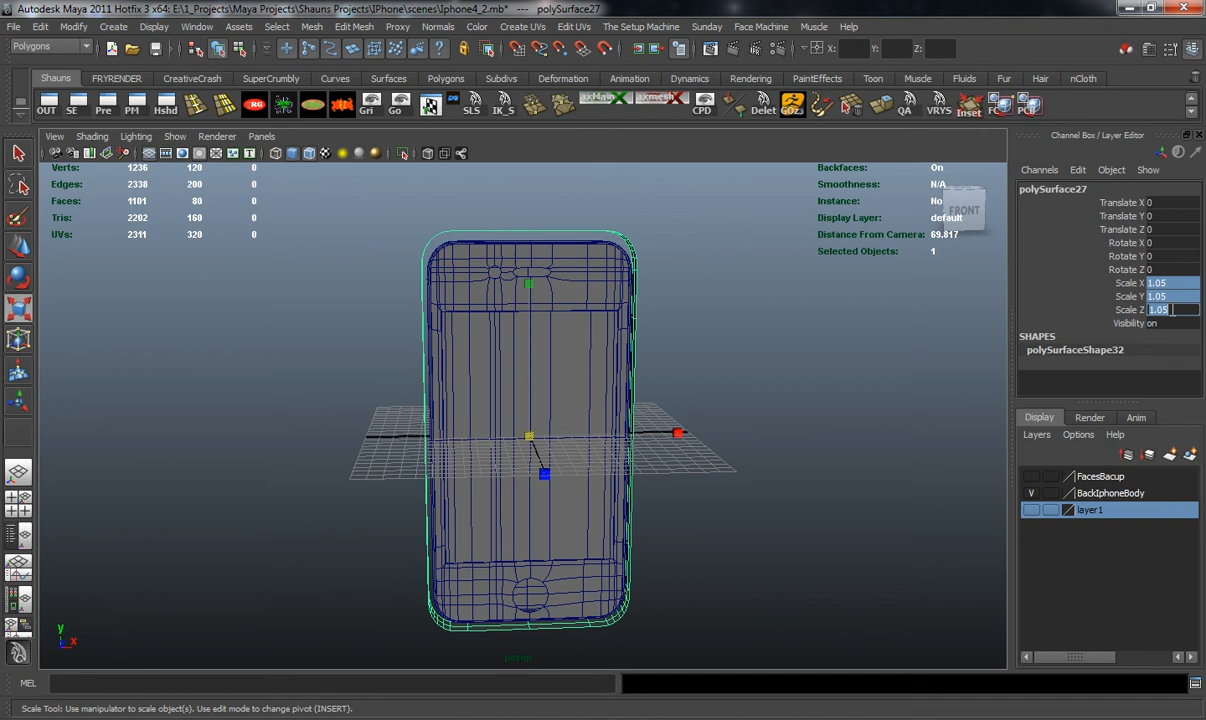 Autodesk Maya 2011 Hotfix 3 x64: E:\1_Projects\Maya Projects\Shauns Projects\IPhone\scenes\Iphone4_2.mb* --- polySurface27
File Edit Modify Create Display Window Assets Select Mesh Edit Mesh Proxy Normals Color Create UVs Edit UVs The Setup Machine Sunday Face Machine Muscle Help
Polygons X: Y: Z:
Shauns FRYRENDER CreativeCrash SuperCrumbly Curves Surfaces Polygons Subdivs Deformation Animation Dynamics Rendering PaintEffects Toon Muscle Fluids Fur Hair nCloth
OUT SE Pre PM Hshd RG Gri Go SLS IK_S axMain axmesh CPD Delet GOz QA VRYS Inset FC PCB
View Shading Lighting Show Renderer Panels
Channel Box / Layer Editor
Channels Edit Object Show
Verts: 1236 120 0
Edges: 2338 200 0
Faces: 1101 80 0
Tris: 2202 160 0
UVs: 2311 320 0
Backfaces: On
Smoothness: N/A
Instance: No
Display Layer: default
Distance From Camera: 69.817
Selected Objects: 1
FRONT
polySurface27
Translate X 0
Translate Y 0
Translate Z 0
Rotate X 0
Rotate Y 0
Rotate Z 0
Scale X 1.05
Scale Y 1.05
Scale Z 1.05
Visibility on
SHAPES
polySurfaceShape32
Display Render Anim
Layers Options Help
FacesBacup
V BackIphoneBody
layer1
y
x
persp
MEL
Scale Tool: Use manipulator to scale object(s). Use edit mode to change pivot (INSERT).